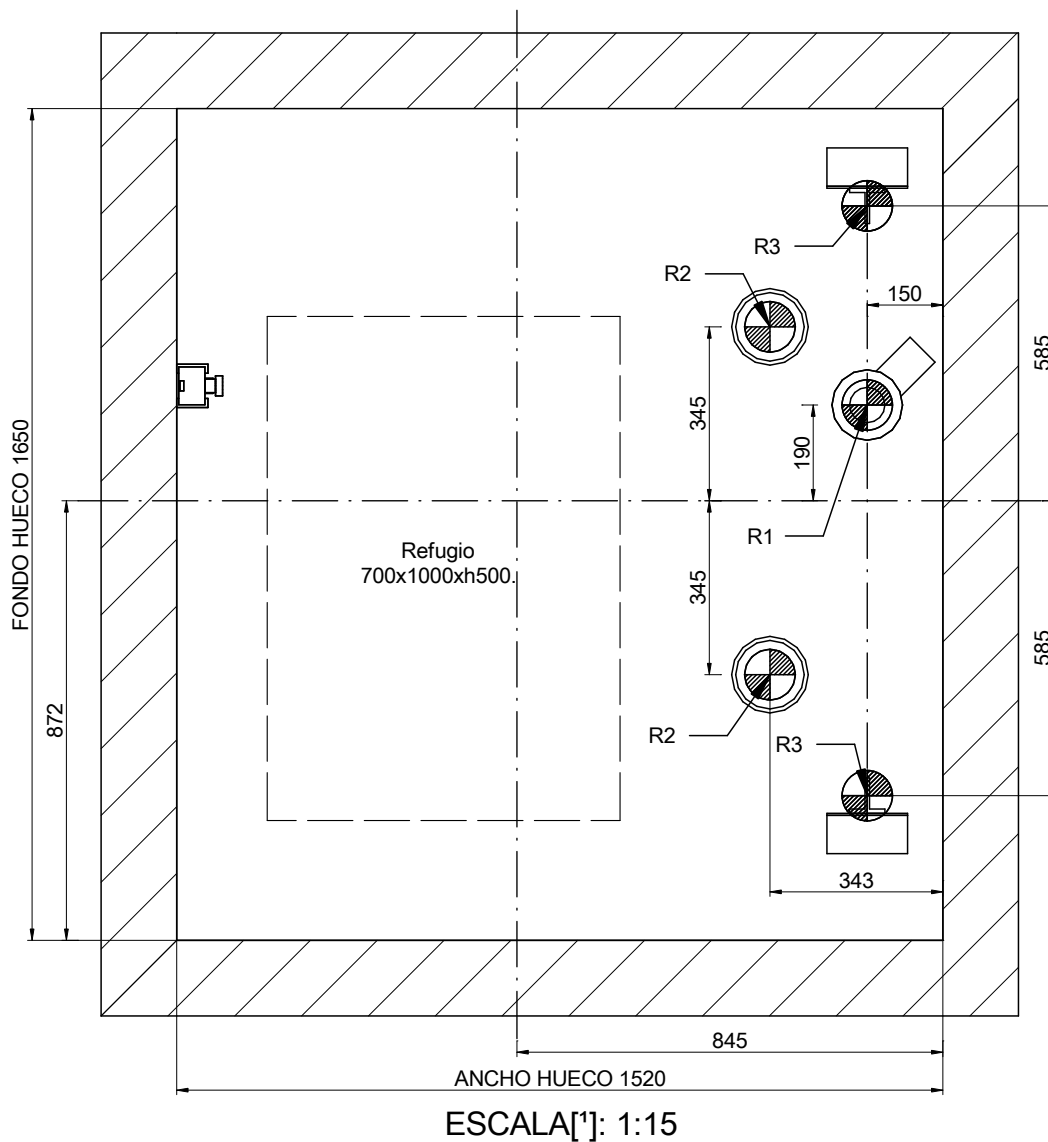 R3
R2
150
585
345
190
FONDO HUECO 1650
R1
Refugio
700x1000xh500.
345
585
872
R2
R3
343
845
ANCHO HUECO 1520
ESCALA[¹]: 1:15